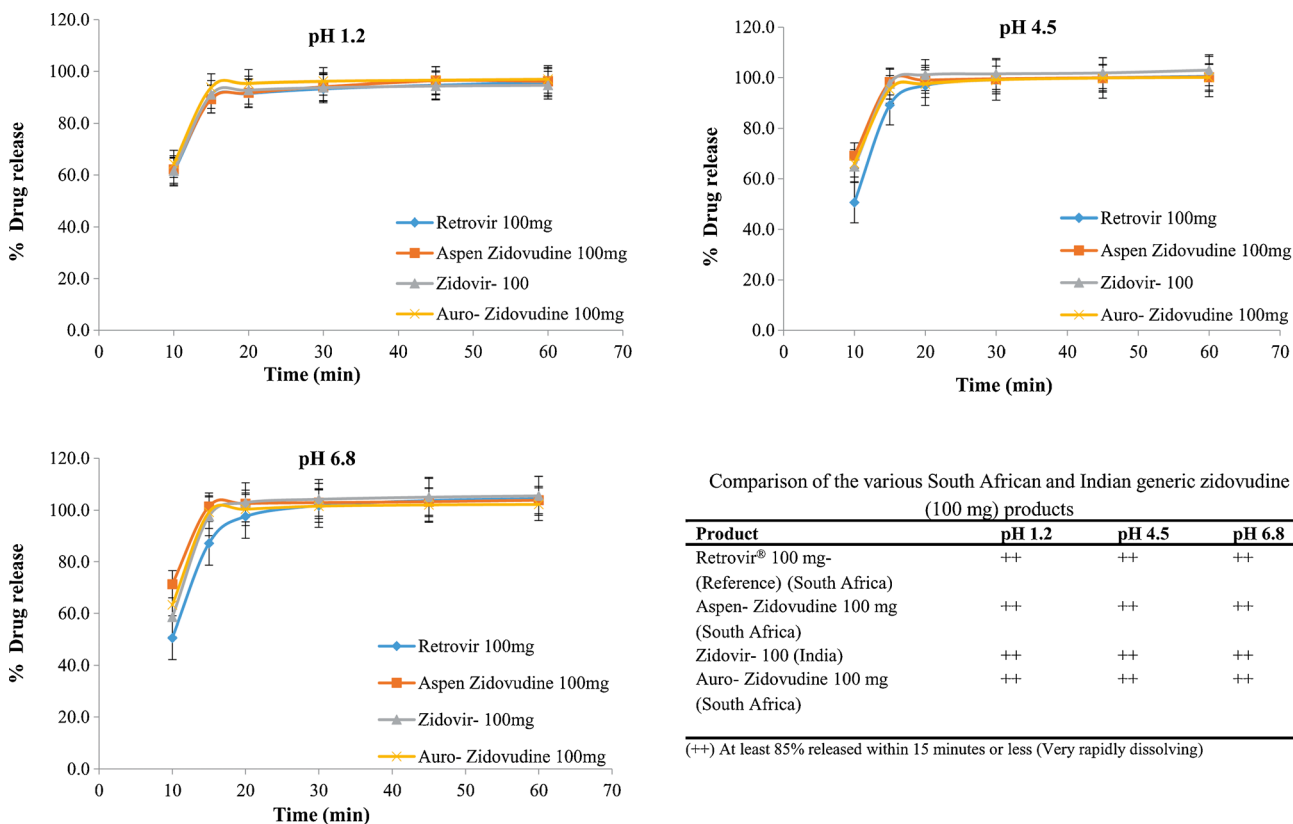 pH 1.2
120.0
100.0
80.0
60.0
40.0
20.0
0.0
% Drug release
Retrovir 100mg
Aspen Zidovudine 100mg
Zidovir- 100
Auro- Zidovudine 100mg
0 10 20 30 40 50 60 70
Time (min)
pH 4.5
120.0
100.0
80.0
60.0
40.0
20.0
0.0
% Drug release
Retrovir 100mg
Aspen Zidovudine 100mg
Zidovir- 100
Auro- Zidovudine 100mg
0 10 20 30 40 50 60 70
Time (min)
pH 6.8
120.0
100.0
80.0
60.0
40.0
20.0
0.0
% Drug release
Retrovir 100mg
Aspen Zidovudine 100mg
Zidovir- 100mg
Auro- Zidovudine 100mg
0 10 20 30 40 50 60 70
Time (min)
Comparison of the various South African and Indian generic zidovudine
(100 mg) products
Product pH 1.2 pH 4.5 pH 6.8
Retrovir® 100 mg- ++ ++ ++
(Reference) (South Africa)
Aspen- Zidovudine 100 mg ++ ++ ++
(South Africa)
Zidovir- 100 (India) ++ ++ ++
Auro- Zidovudine 100 mg ++ ++ ++
(South Africa)
(++) At least 85% released within 15 minutes or less (Very rapidly dissolving)